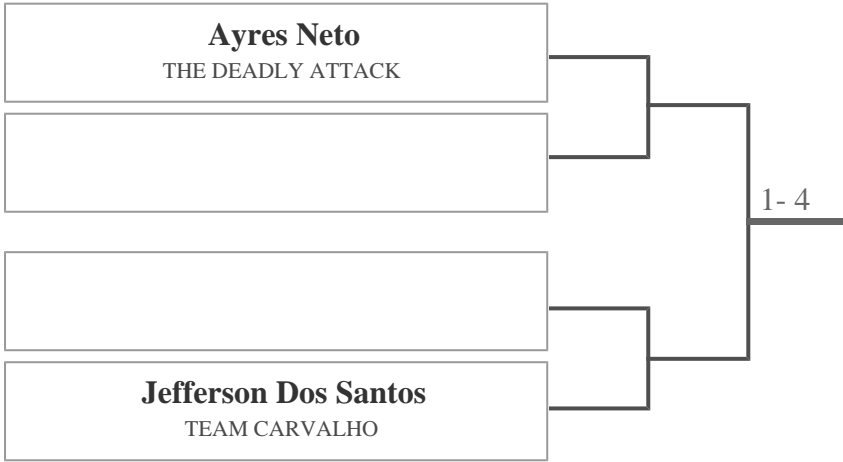 Ayres Neto
THE DEADLY ATTACK
1- 4
Jefferson Dos Santos
TEAM CARVALHO